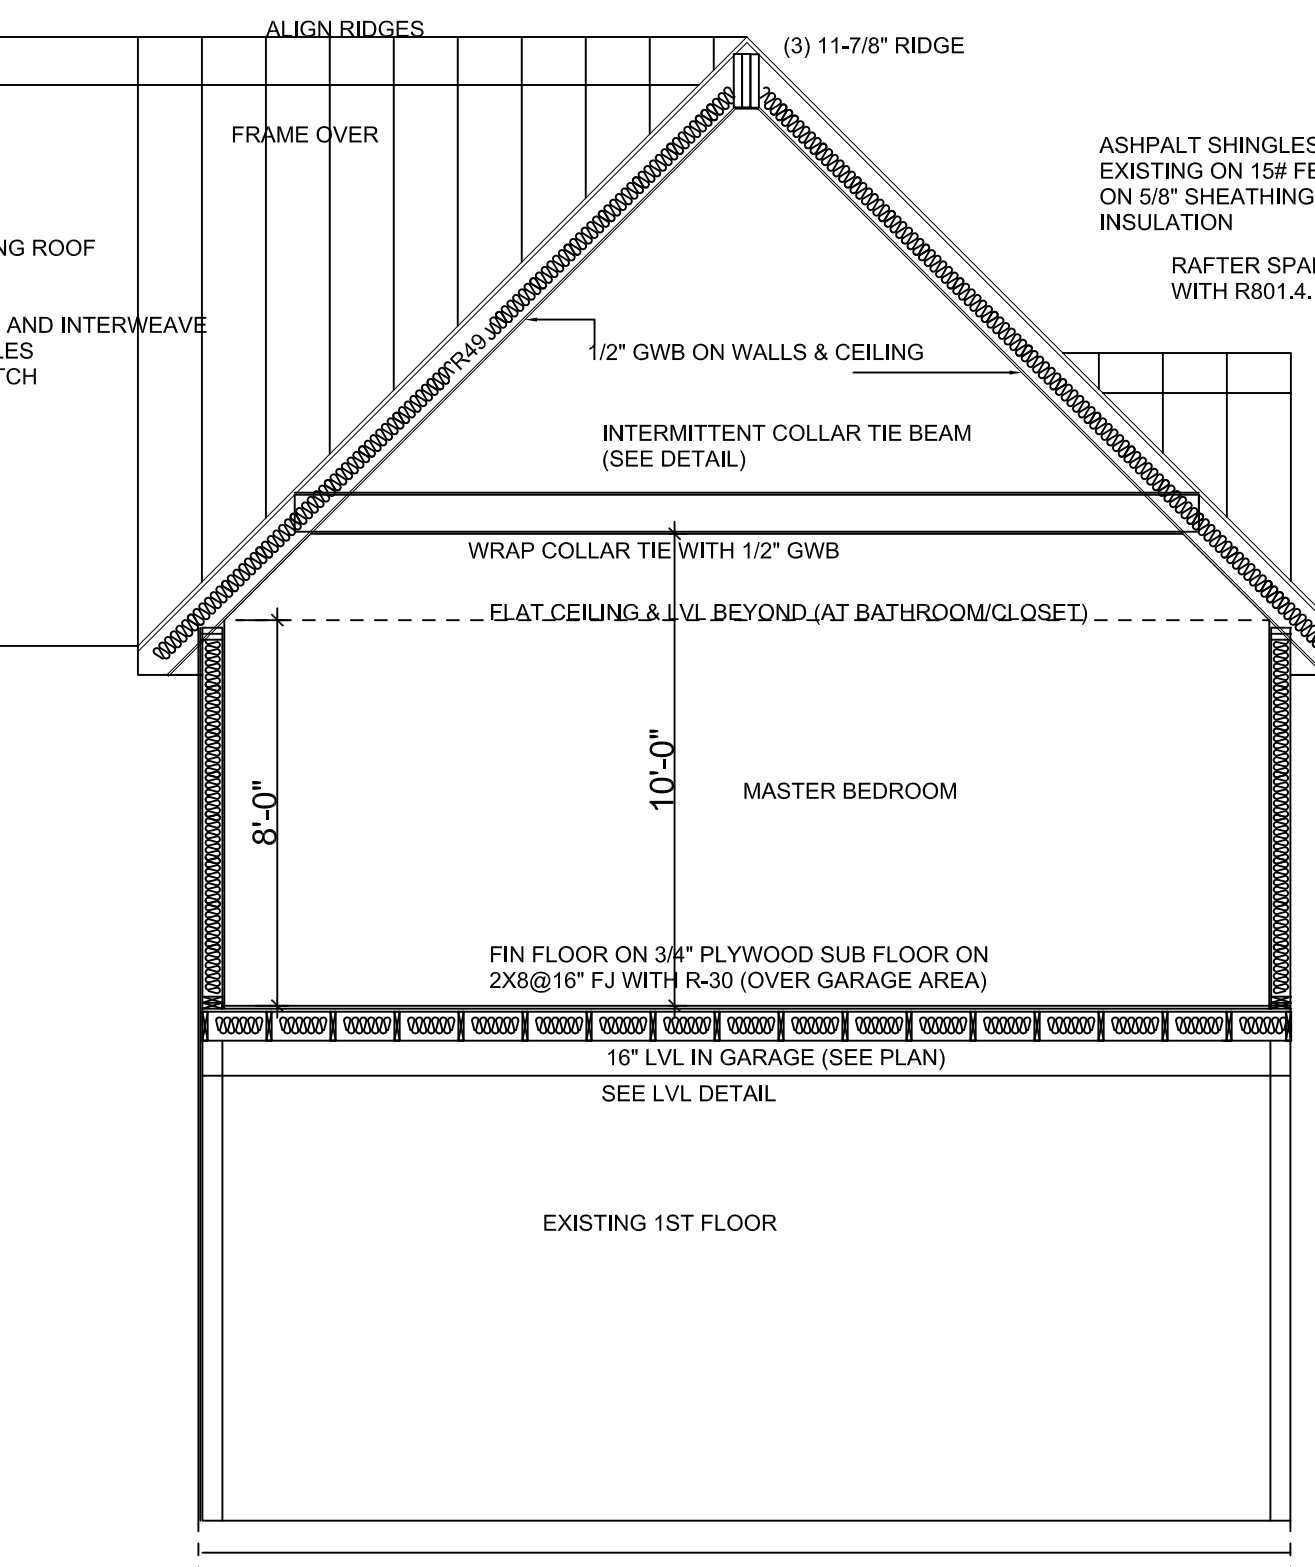 ALIGN RIDGES
(3) 11-7/8" RIDGE
FRAME OVER
ASHPALT SHINGLES
EXISTING ON 15# FE
ON 5/8" SHEATHING
INSULATION
NG ROOF
RAFTER SPA
WITH R801.4.
AND INTERWEAVE
LES
TCH
R49
1/2" GWB ON WALLS & CEILING
INTERMITTENT COLLAR TIE BEAM
(SEE DETAIL)
WRAP COLLAR TIE WITH 1/2" GWB
FLAT CEILING & LVL BEYOND (AT BATHROOM/CLOSET)
8'-0"
10'-0"
MASTER BEDROOM
FIN FLOOR ON 3/4" PLYWOOD SUB FLOOR ON
2X8@16" FJ WITH R-30 (OVER GARAGE AREA)
16" LVL IN GARAGE (SEE PLAN)
SEE LVL DETAIL
EXISTING 1ST FLOOR